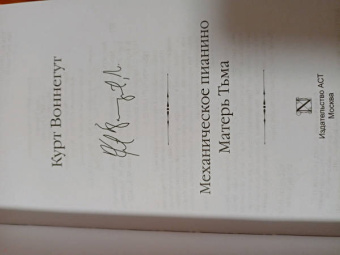 Курт Воннегут
Механическое пианино
Матерь Тьма
N
Издательство АСТ
Москва